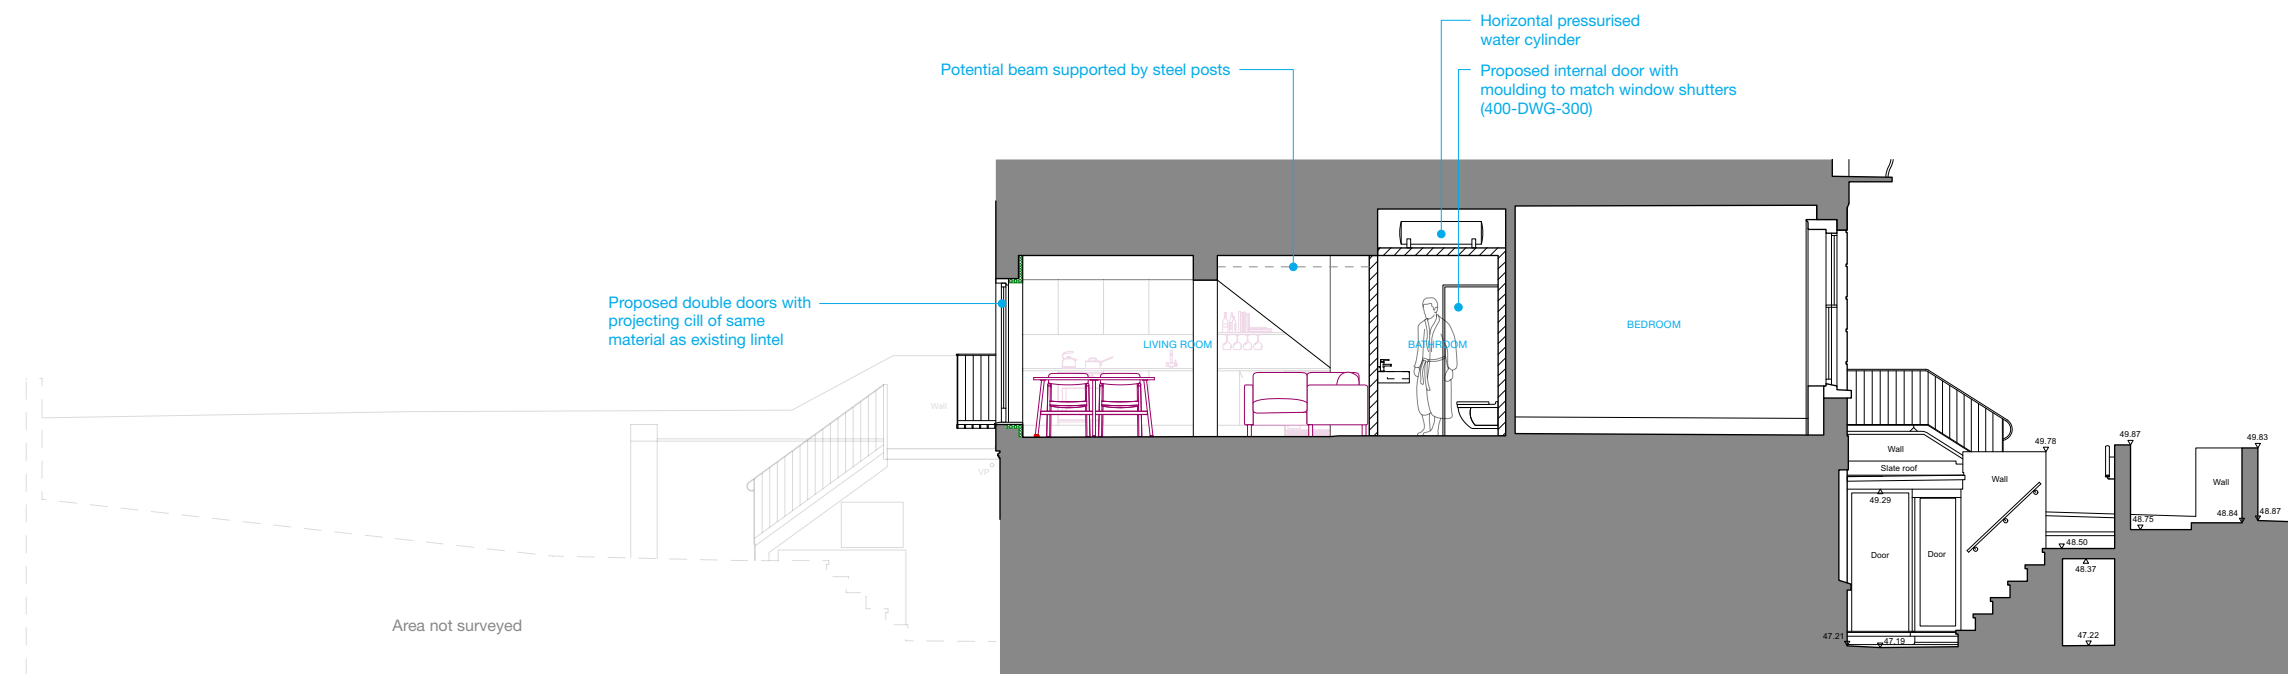 Horizontal pressurised
water cylinder
Potential beam supported by steel posts
Proposed internal door with
moulding to match window shutters
(400-DWG-300)
Proposed double doors with
projecting cill of same
material as existing lintel
BEDROOM
LIVING ROOM
BATHROOM
Wall
VP
Area not surveyed
Wall
Slate roof
49.29
Door
Door
Wall
49.78
49.87
49.83
Wall
48.75
48.84
48.87
48.50
48.37
47.21
47.19
47.22